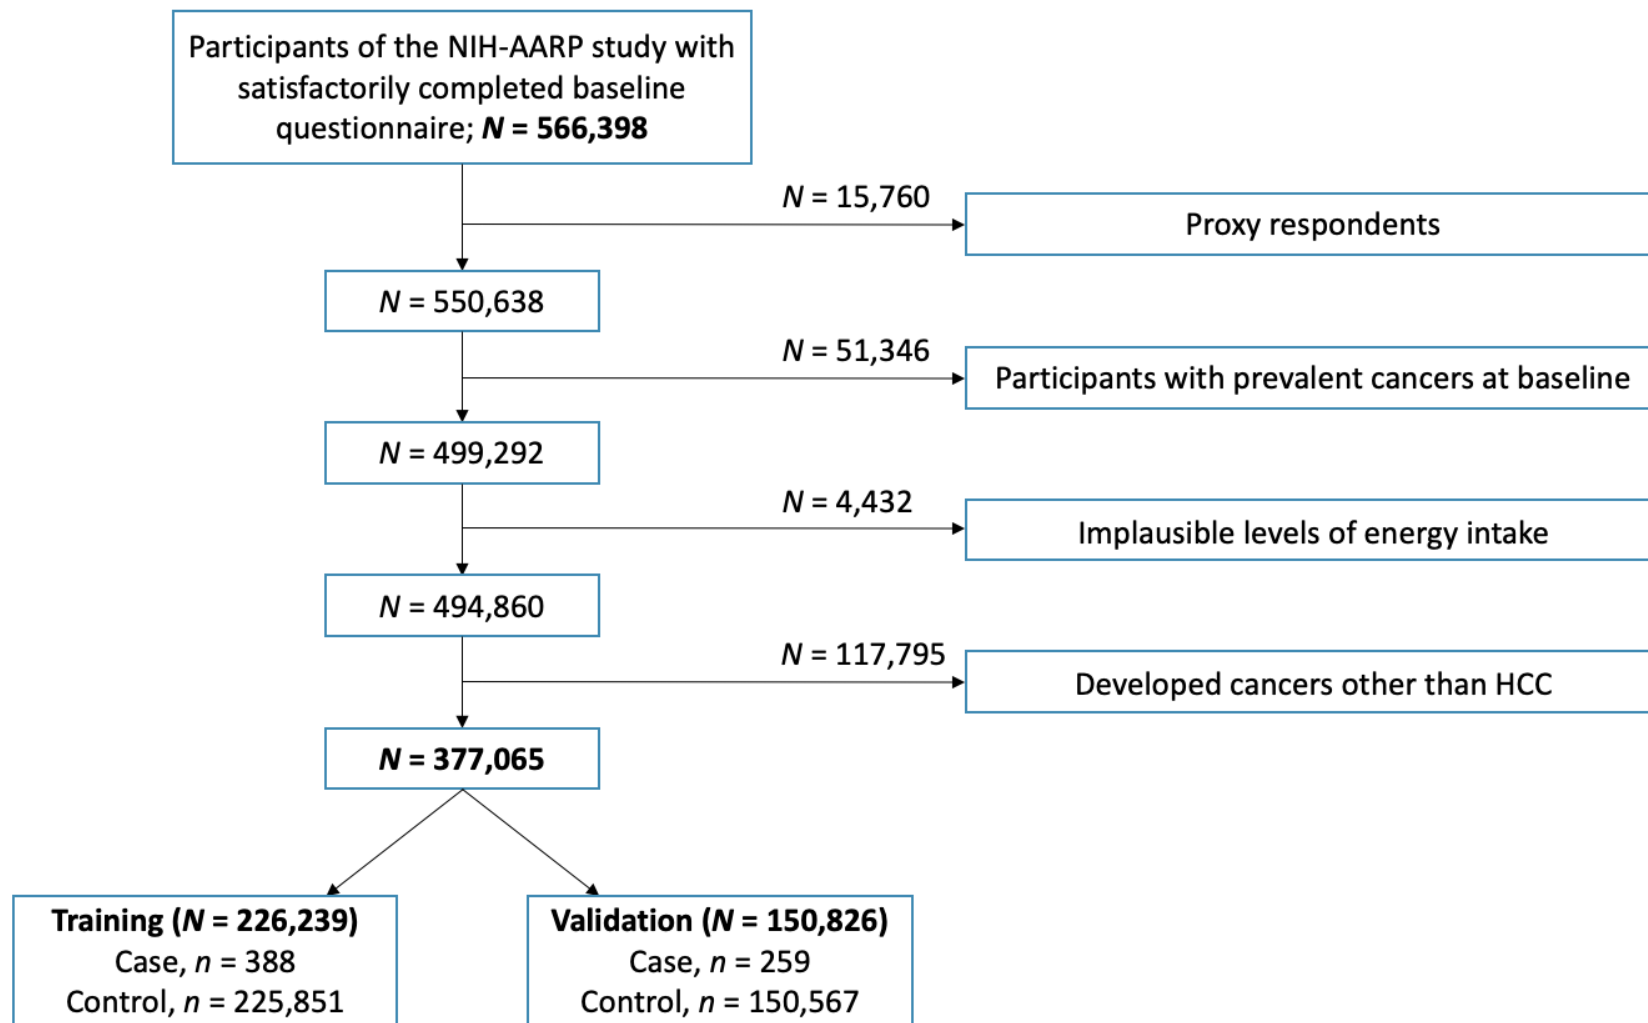 Participants of the NIH-AARP study with
satisfactorily completed baseline
questionnaire; N = 566,398
N = 15,760
Proxy respondents
N = 550,638
N = 51,346
Participants with prevalent cancers at baseline
N = 499,292
N = 4,432
Implausible levels of energy intake
N = 494,860
N = 117,795
Developed cancers other than HCC
N = 377,065
Training (N = 226,239)
Case, n = 388
Control, n = 225,851
Validation (N = 150,826)
Case, n = 259
Control, n = 150,567